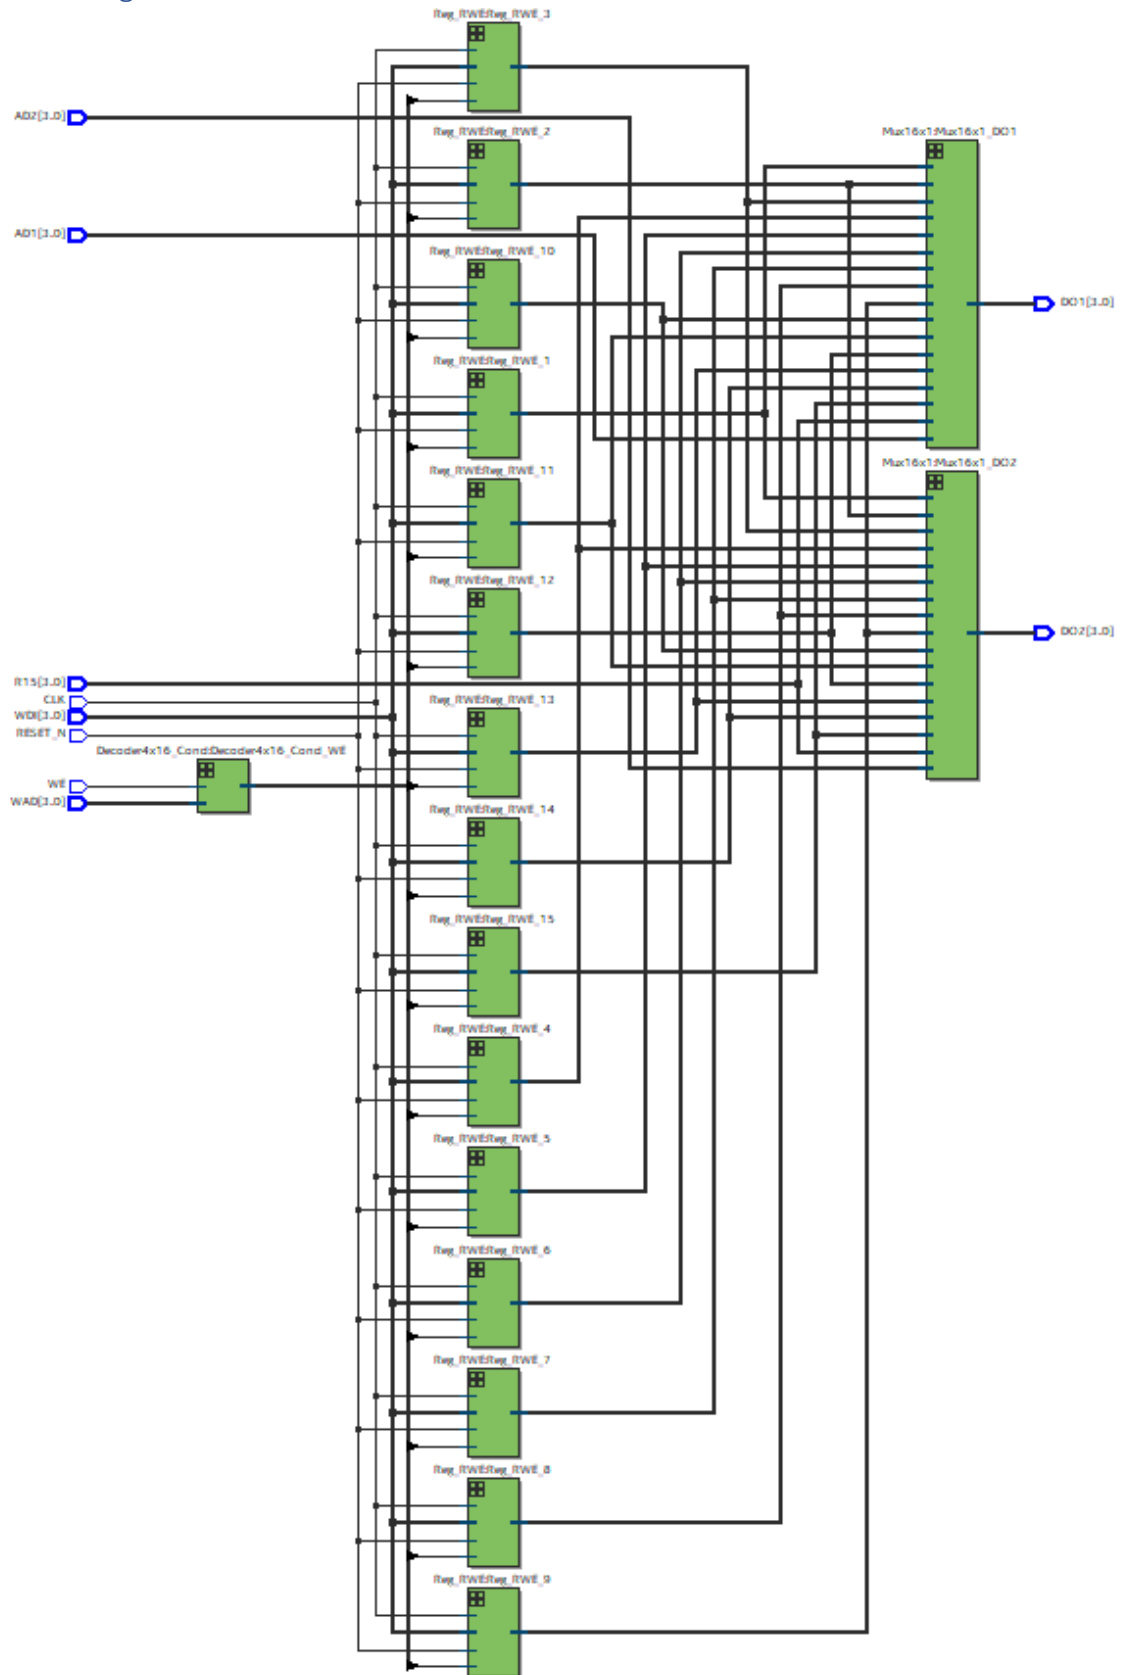 Reg_RWE:Reg_RWE_3
AD2[3..0]
Reg_RWE:Reg_RWE_2
Mux16x1:Mux16x1_DO1
AD1[3..0]
Reg_RWE:Reg_RWE_10
DO1[3..0]
Reg_RWE:Reg_RWE_1
Reg_RWE:Reg_RWE_11
Mux16x1:Mux16x1_DO2
Reg_RWE:Reg_RWE_12
DO2[3..0]
R15[3..0]
CLK
Reg_RWE:Reg_RWE_13
WDI[3..0]
RESET_N
Decoder4x16_Cond:Decoder4x16_Cond_WE
WE
WAD[3..0]
Reg_RWE:Reg_RWE_14
Reg_RWE:Reg_RWE_15
Reg_RWE:Reg_RWE_4
Reg_RWE:Reg_RWE_5
Reg_RWE:Reg_RWE_6
Reg_RWE:Reg_RWE_7
Reg_RWE:Reg_RWE_8
Reg_RWE:Reg_RWE_9